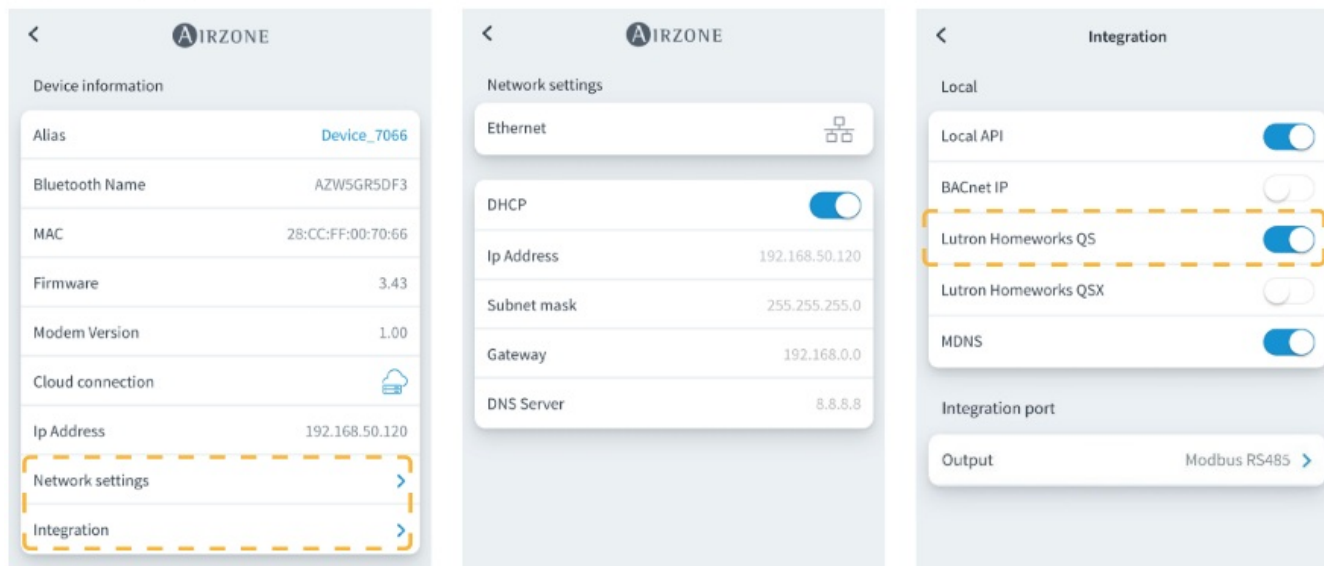 AIRZONE
Device information
Alias Device_7066
Bluetooth Name AZW5GR5DF3
MAC 28:CC:FF:00:70:66
Firmware 3.43
Modem Version 1.00
Cloud connection
Ip Address 192.168.50.120
Network settings
Integration
AIRZONE
Network settings
Ethernet
DHCP
Ip Address 192.168.50.120
Subnet mask 255.255.255.0
Gateway 192.168.0.0
DNS Server 8.8.8.8
Integration
Local
Local API
BACnet IP
Lutron Homeworks QS
Lutron Homeworks QSX
MDNS
Integration port
Output Modbus RS485